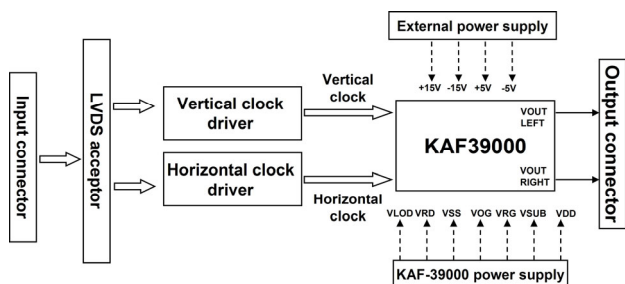 External power supply
+15V -15V +5V -5V
Input connector
LVDS acceptor
Vertical clock
driver
Vertical
clock
Horizontal clock
driver
Horizontal
clock
KAF39000
VOUT
LEFT
VOUT
RIGHT
Output connector
VLOD VRD VSS VOG VRG VSUB VDD
KAF-39000 power supply